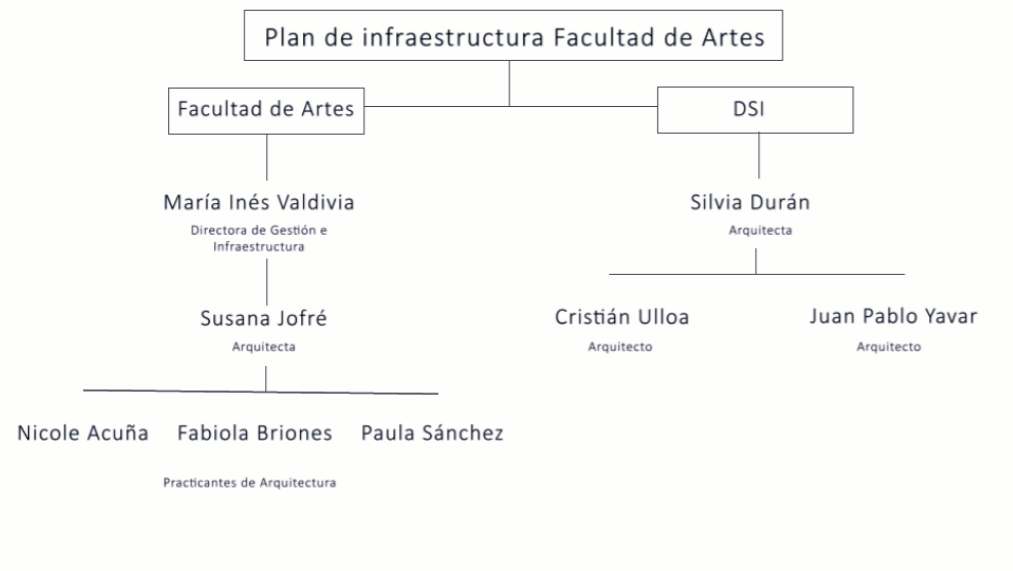 Plan de infraestructura Facultad de Artes
Facultad de Artes
DSI
María Inés Valdivia
Directora de Gestión e
Infraestructura
Silvia Durán
Arquitecta
Susana Jofré
Arquitecta
Cristián Ulloa
Arquitecto
Juan Pablo Yavar
Arquitecto
Nicole Acuña
Fabiola Briones
Paula Sánchez
Practicantes de Arquitectura